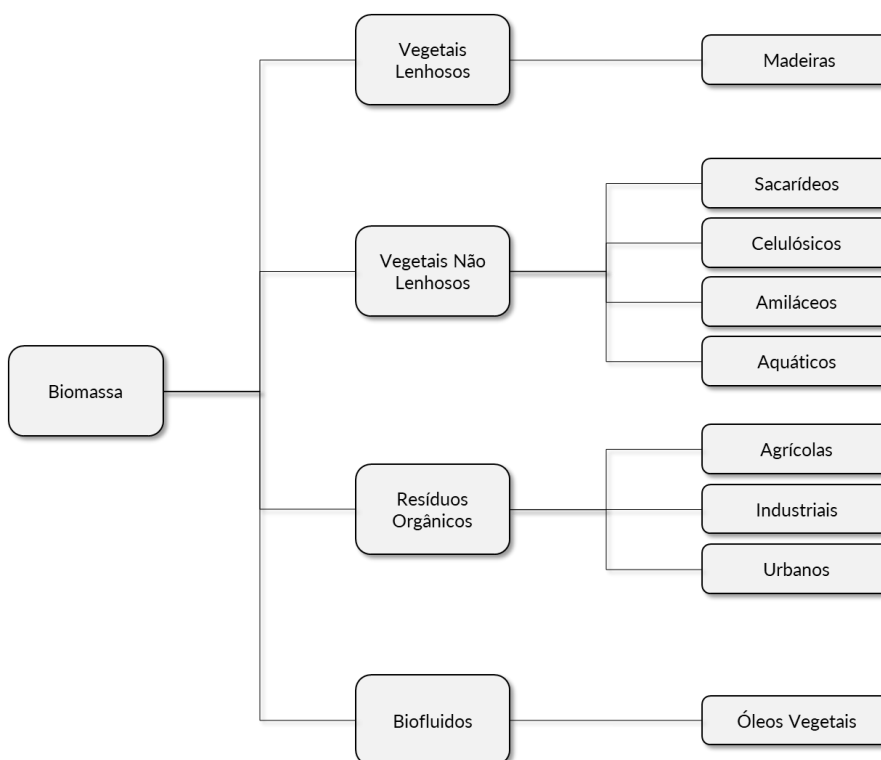 Biomassa
Vegetais
Lenhosos
Madeiras
Vegetais Não
Lenhosos
Sacarídeos
Celulósicos
Amiláceos
Aquáticos
Resíduos
Orgânicos
Agrícolas
Industriais
Urbanos
Biofluidos
Óleos Vegetais